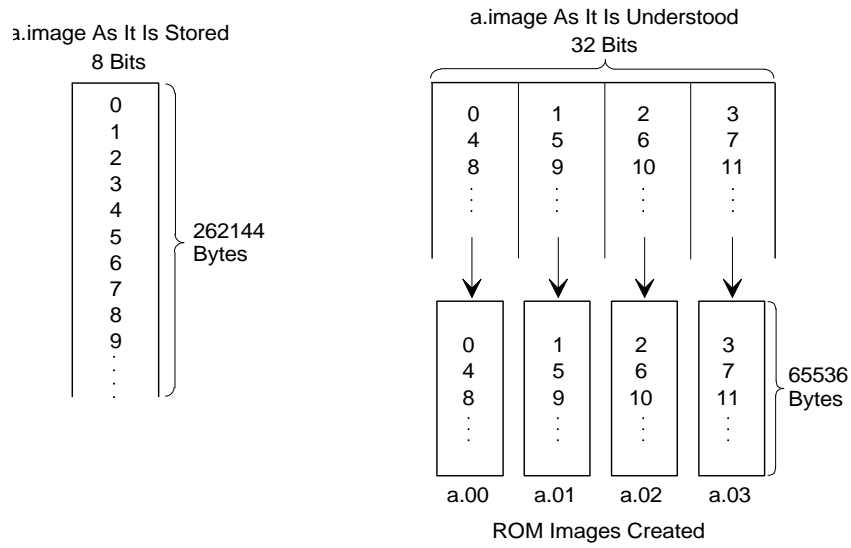 a.image As It Is Stored
8 Bits
0
1
2
3
4
5
6
7
8
9
262144
Bytes
a.image As It Is Understood
32 Bits
0 1 2 3
4 5 6 7
8 9 10 11
0 1 2 3
4 5 6 7
8 9 10 11
65536
Bytes
a.00 a.01 a.02 a.03
ROM Images Created